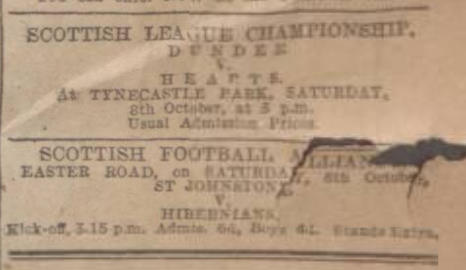 SCOTTISH LEAGUE CHAMPIONSHIP.
DUNDEE
V.
HEARTS.
At TYNECASTLE PARK, SATURDAY,
8th October, at 3 p.m.
Usual Admission Prices.
SCOTTISH FOOTBALL ALLIAN
EASTER ROAD, on SATURDAY, 8th October,
ST JOHNSTONE
V.
HIBERNIANS.
Kick-off, 3.15 p.m. Admis. 6d, Boys Stands Extra.